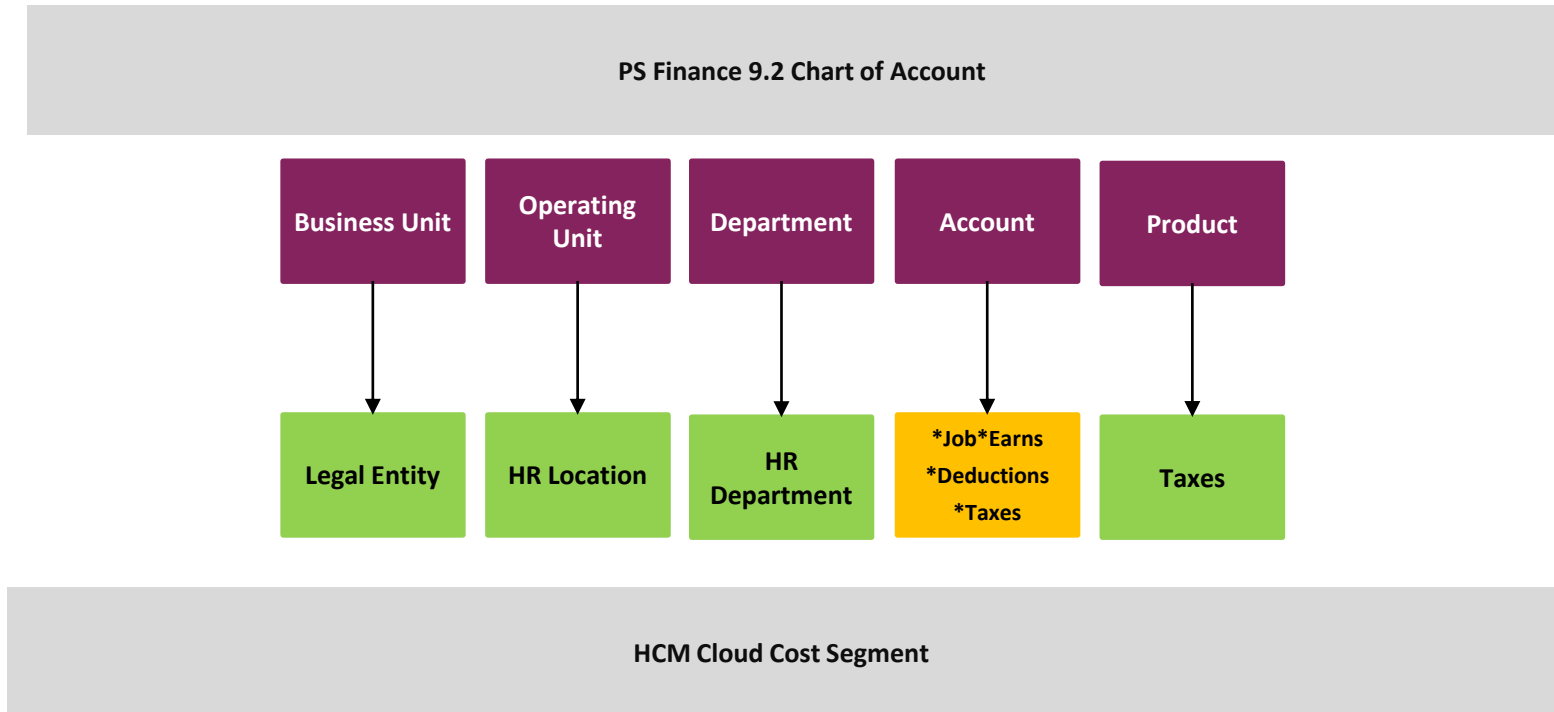 PS Finance 9.2 Chart of Account
Business Unit
Operating
Unit
Department
Account
Product
Legal Entity
HR Location
HR
Department
*Job*Earns
*Deductions
*Taxes
Taxes
HCM Cloud Cost Segment